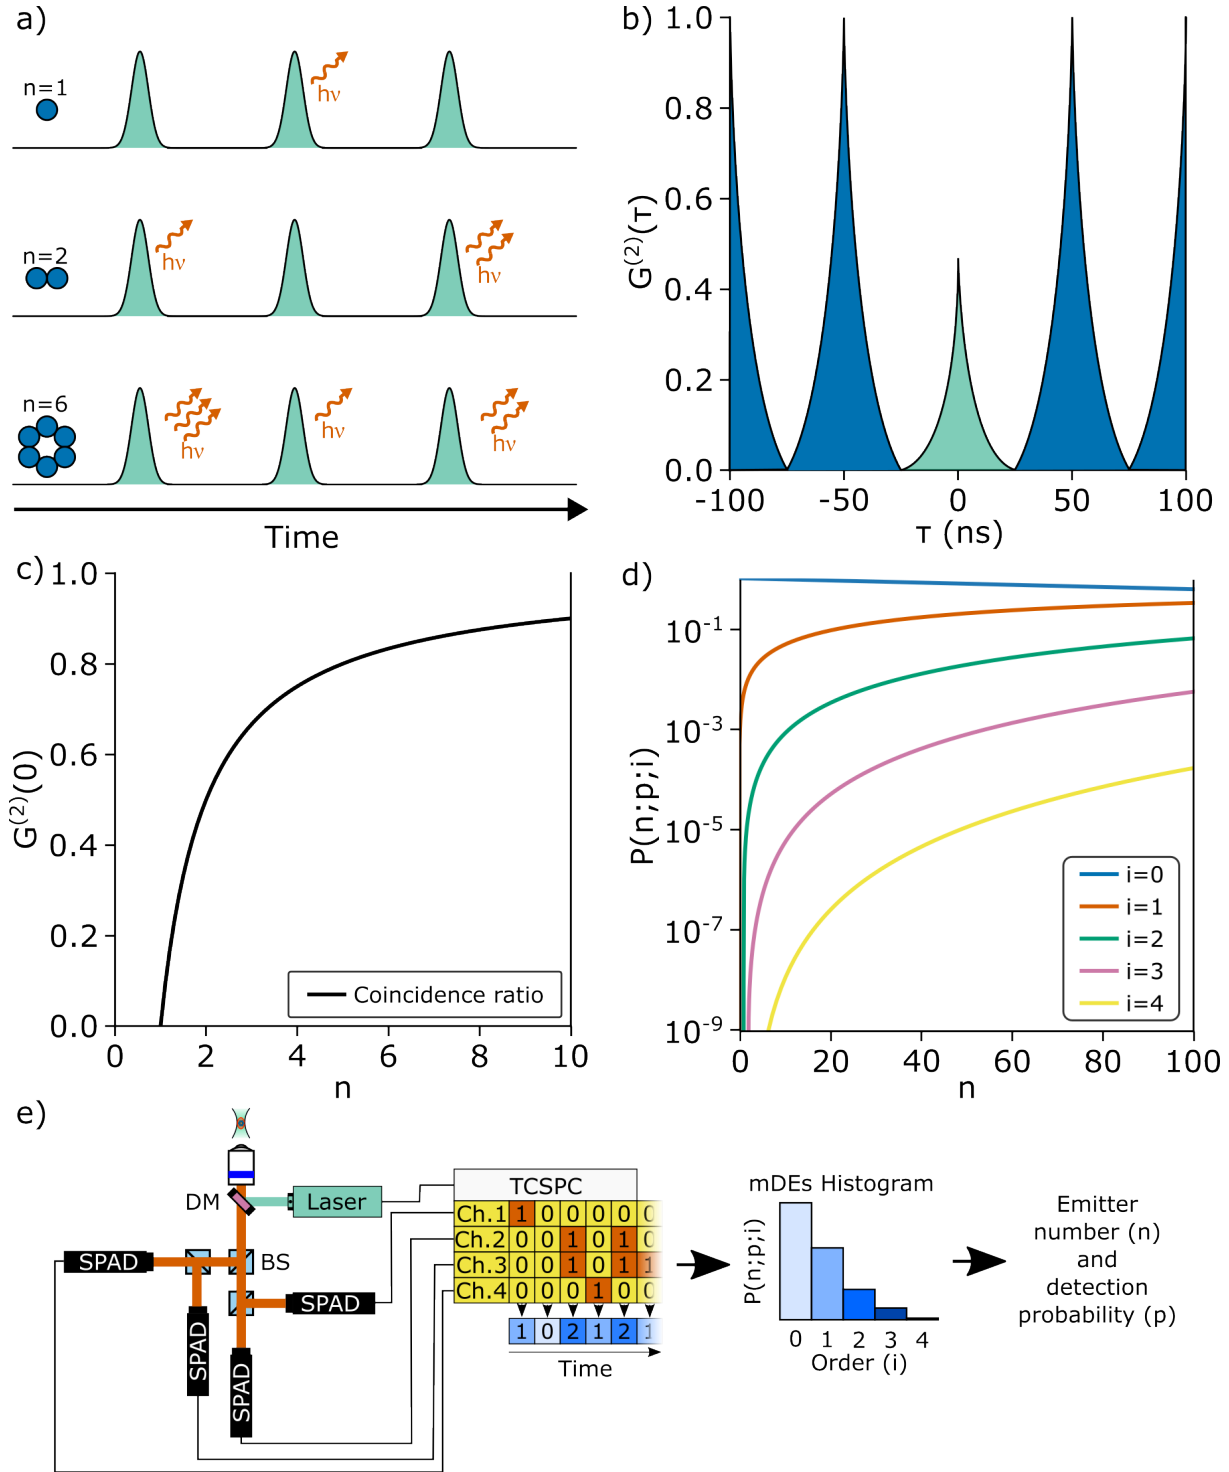 a)
n=1
hν
n=2
hν
hν
n=6
hν
hν
hν
Time
b)
G(2)(τ)
1.0
0.8
0.6
0.4
0.2
0.0
-100
-50
0
50
100
τ (ns)
c)
G(2)(0)
1.0
0.8
0.6
0.4
0.2
0.0
0
2
4
6
8
10
n
Coincidence ratio
d)
P(n;p;i)
10-1
10-3
10-5
10-7
10-9
0
20
40
60
80
100
n
i=0
i=1
i=2
i=3
i=4
e)
DM
Laser
BS
SPAD
SPAD
SPAD
SPAD
TCSPC
Ch.1 1 0 0 0 0 0
Ch.2 0 0 1 0 1 0
Ch.3 0 0 1 0 1 1
Ch.4 0 0 0 1 0 0
1 0 2 1 2 1
Time
mDEs Histogram
P(n;p;i)
0 1 2 3 4
Order (i)
Emitter
number (n)
and
detection
probability (p)